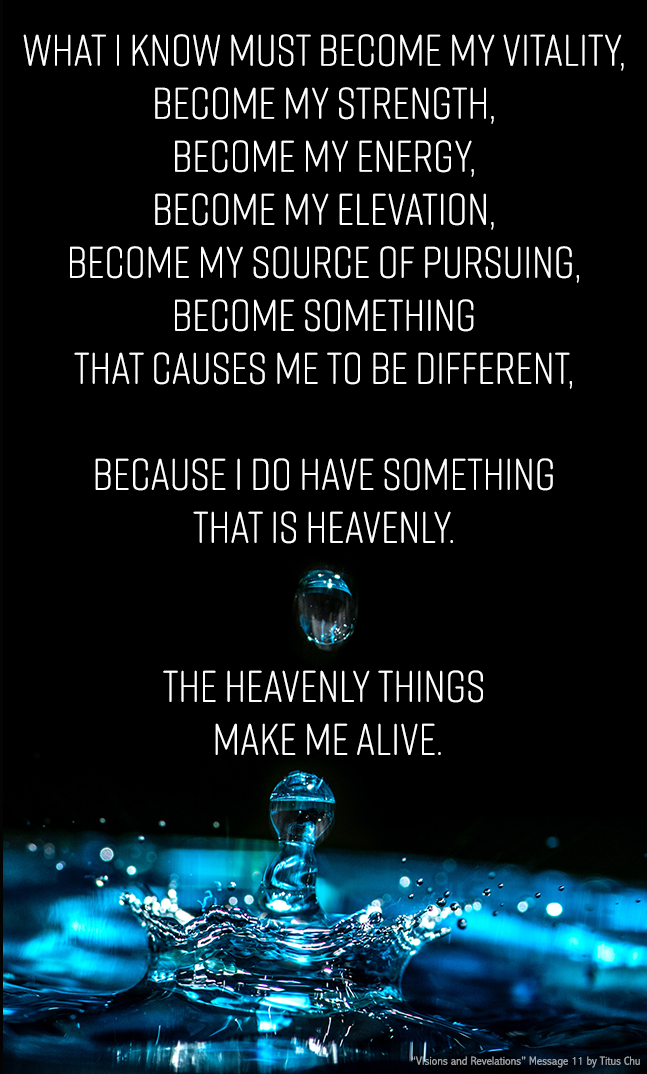 WHAT I KNOW MUST BECOME MY VITALITY,
BECOME MY STRENGTH,
BECOME MY ENERGY,
BECOME MY ELEVATION,
BECOME MY SOURCE OF PURSUING,
BECOME SOMETHING
THAT CAUSES ME TO BE DIFFERENT,
BECAUSE I DO HAVE SOMETHING
THAT IS HEAVENLY.
THE HEAVENLY THINGS
MAKE ME ALIVE.
"Visions and Revelations" Message 11 by Titus Chu